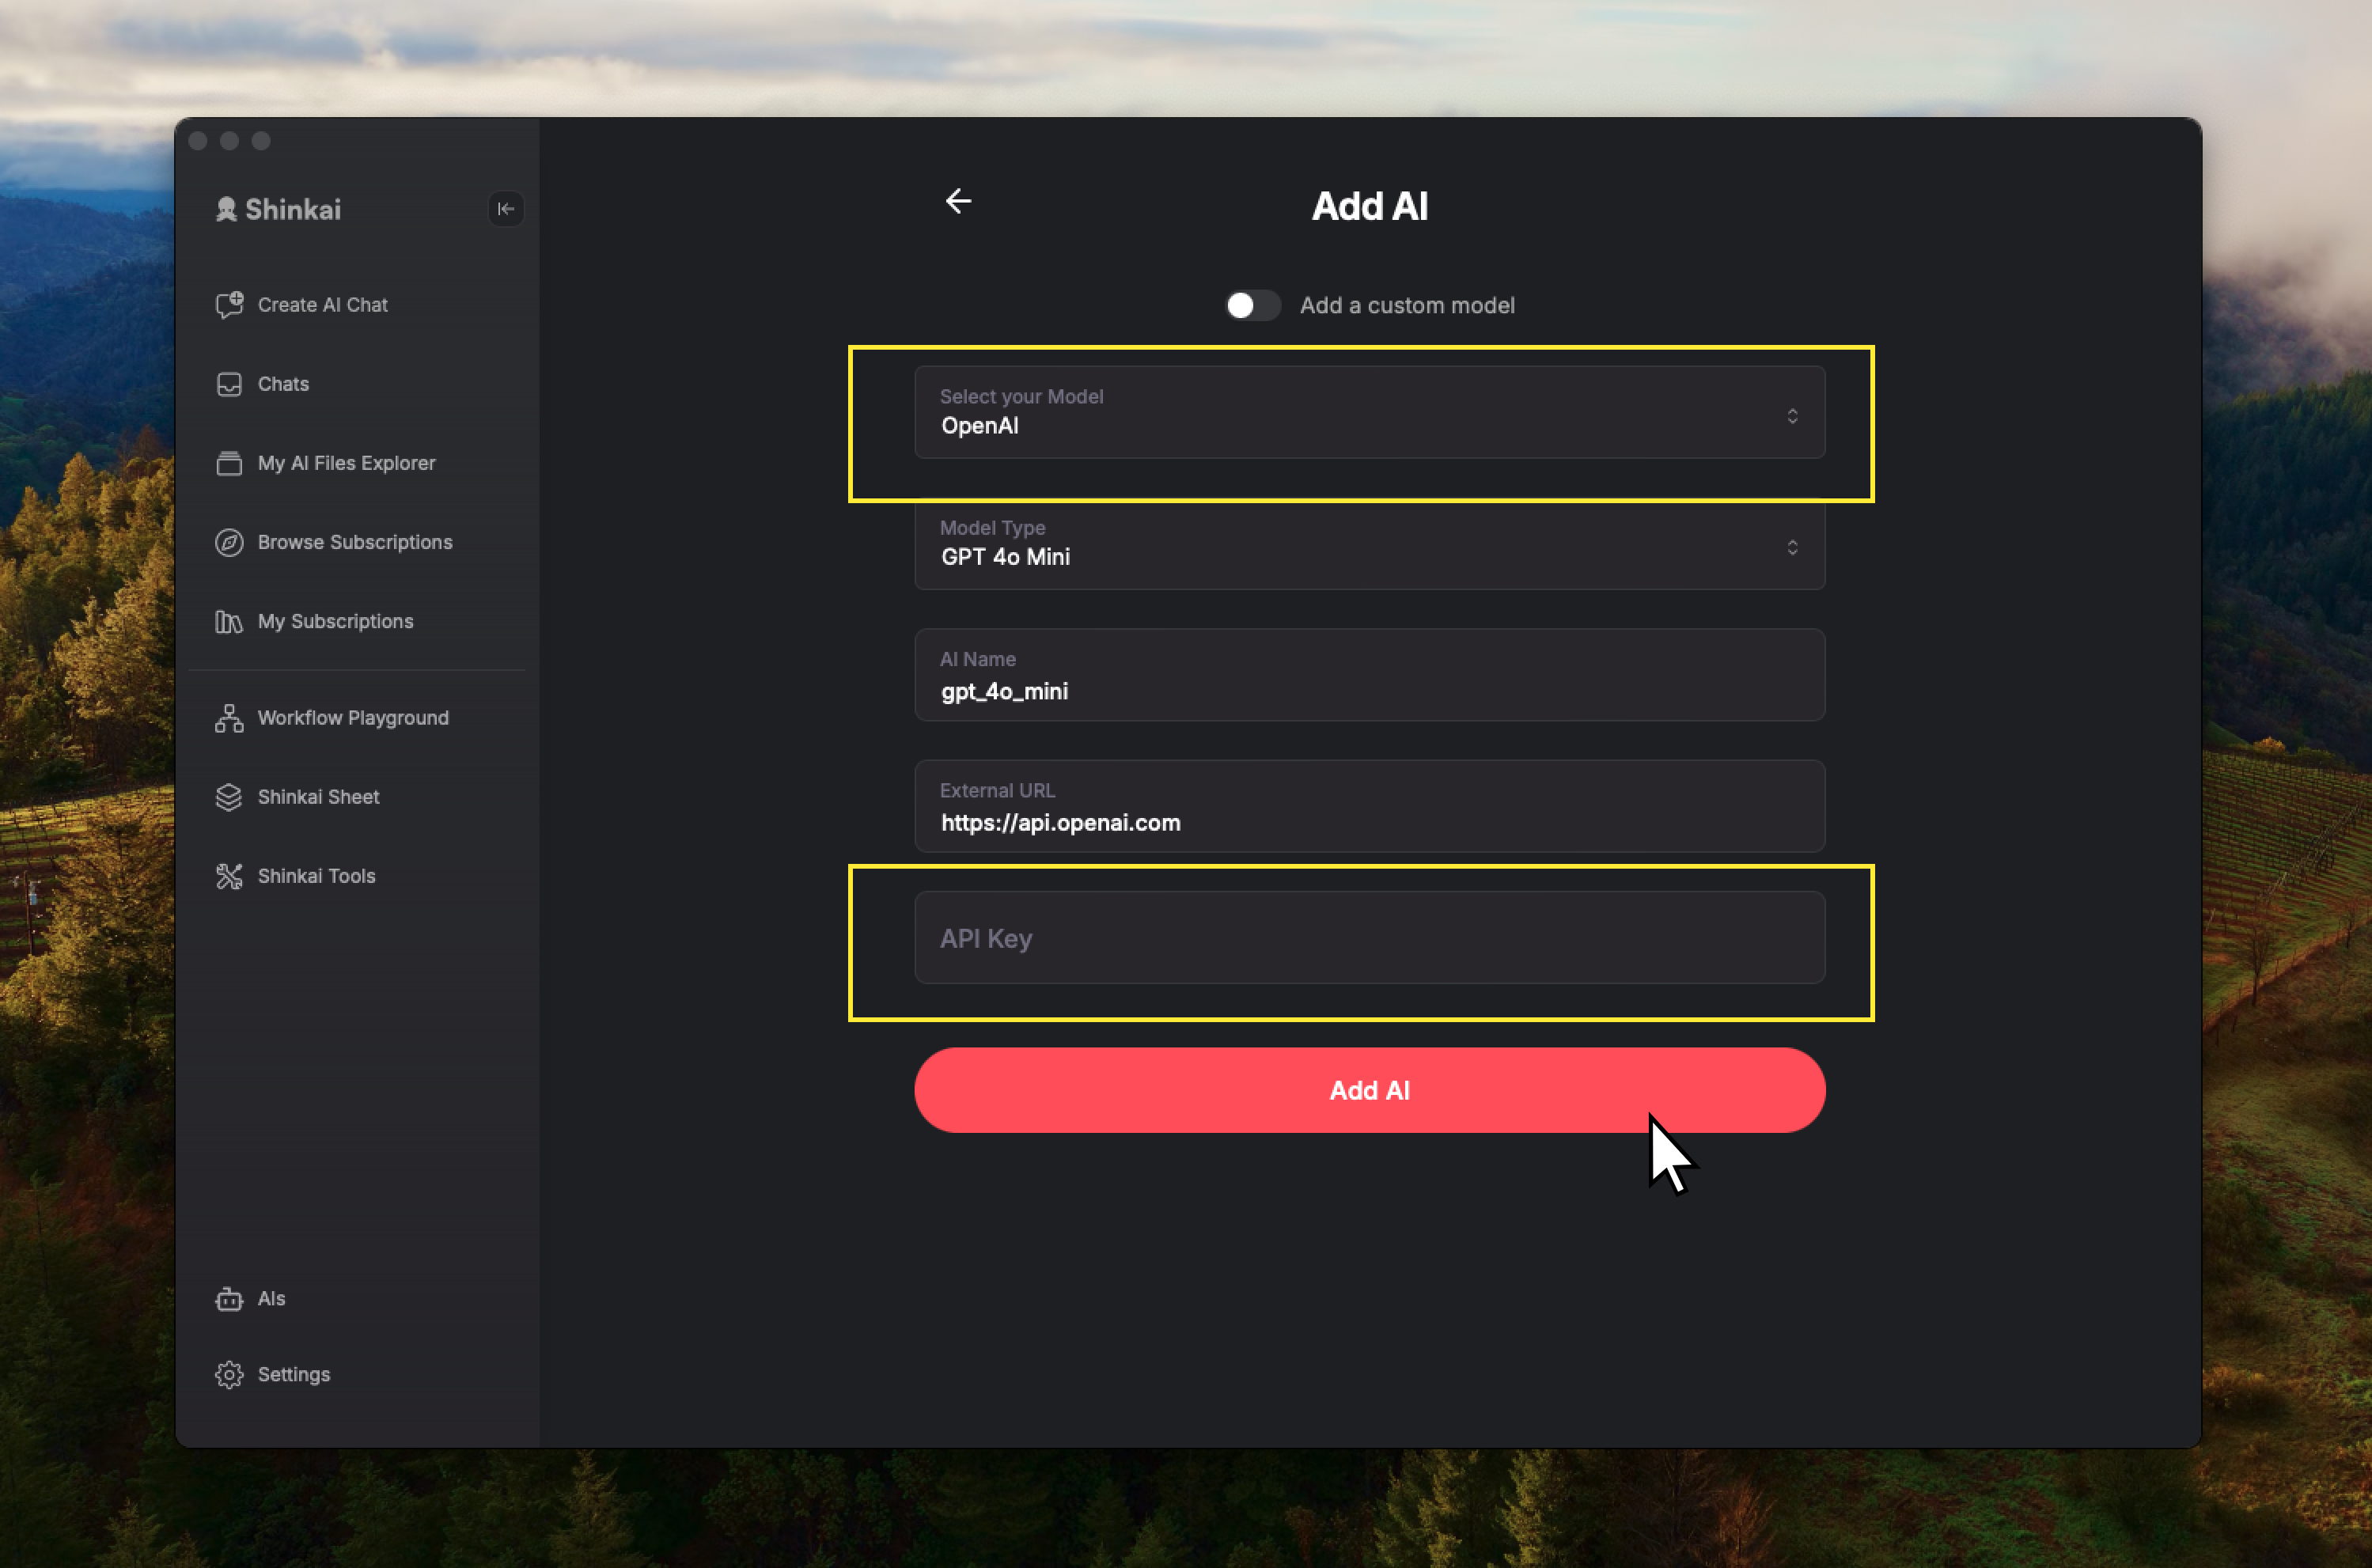 Shinkai
Create AI Chat
Chats
My AI Files Explorer
Browse Subscriptions
My Subscriptions
Workflow Playground
Shinkai Sheet
Shinkai Tools
AIs
Settings
Add AI
Add a custom model
Select your Model
OpenAI
Model Type
GPT 4o Mini
AI Name
gpt_4o_mini
External URL
https://api.openai.com
API Key
Add AI